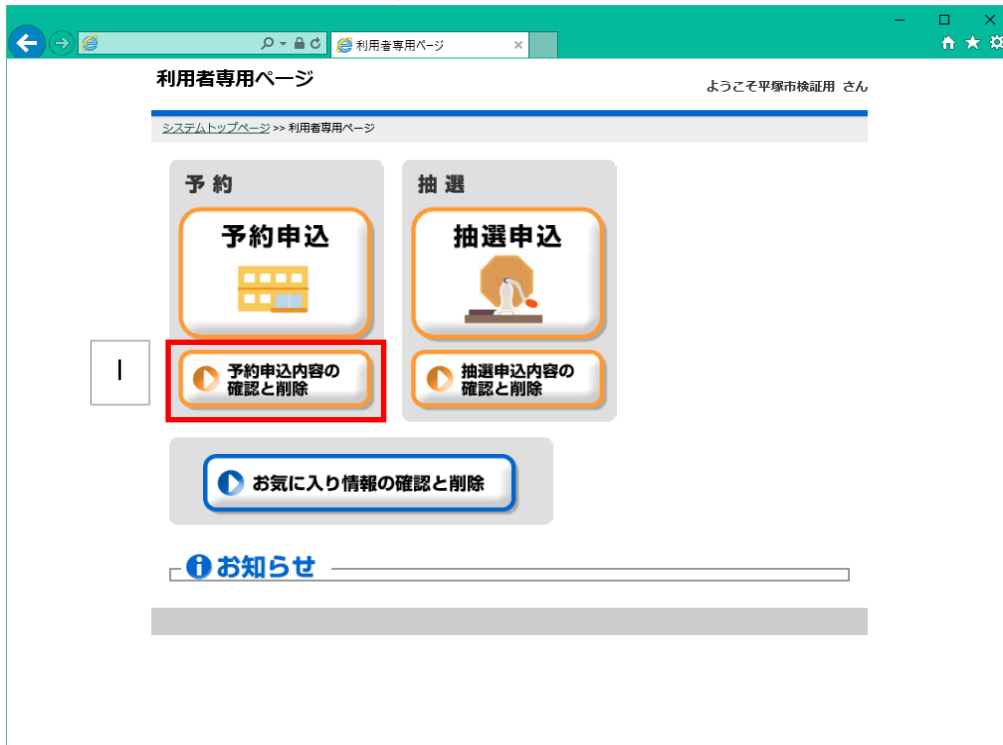 利用者専用ページ
利用者専用ページ
ようこそ平塚市検証用 さん
システムトップページ >> 利用者専用ページ
予約
抽選
予約申込
抽選申込
1
予約申込内容の
確認と削除
抽選申込内容の
確認と削除
お気に入り情報の確認と削除
お知らせ